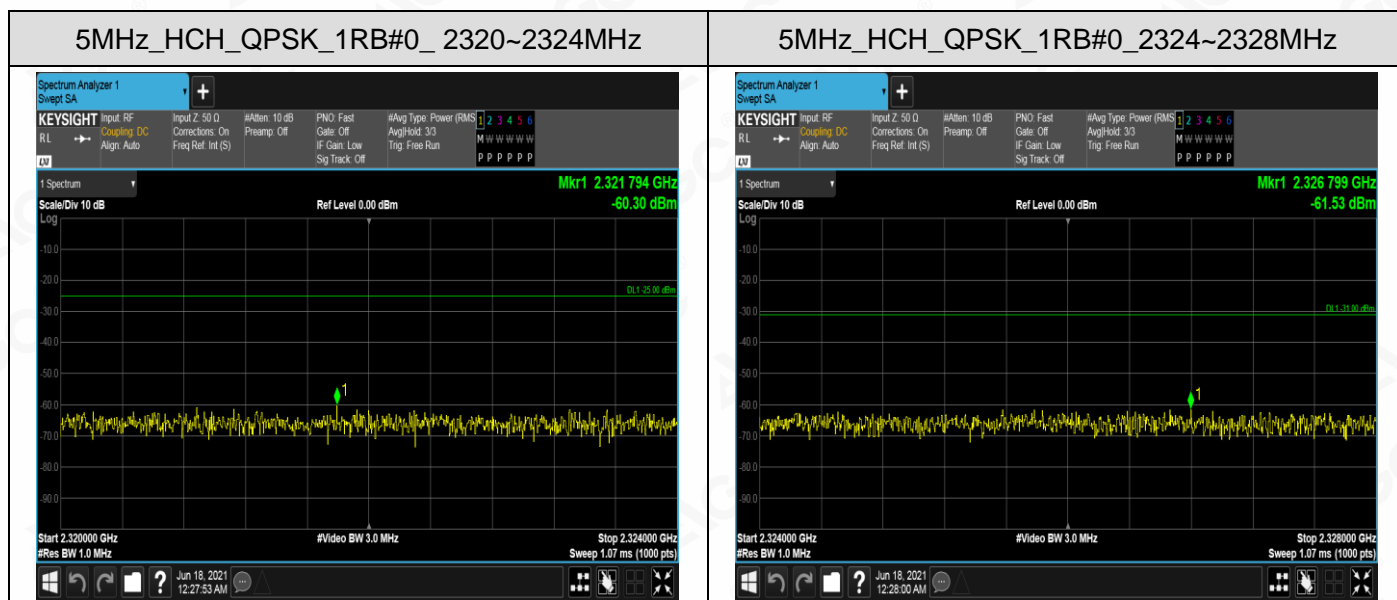 5MHz_HCH_QPSK_1RB#0_ 2320~2324MHz
Spectrum Analyzer 1
Swept SA
+
KEYSIGHT Input: RF Input Z: 50 Ω #Atten: 10 dB PNO: Fast #Avg Type: Power (RMS 1 2 3 4 5 6
RL Coupling: DC Corrections: On Preamp: Off Gate: Off Avg|Hold: 3/3 M W W W W W
Align: Auto Freq Ref: Int (S) IF Gain: Low Trig: Free Run
LXI Sig Track: Off P P P P P P
1 Spectrum Mkr1 2.321 794 GHz
Scale/Div 10 dB Ref Level 0.00 dBm -60.30 dBm
Log
-10.0
-20.0
DL1 -25.00 dBm
-30.0
-40.0
-50.0
1
-60.0
-70.0
-80.0
-90.0
Start 2.320000 GHz #Video BW 3.0 MHz Stop 2.324000 GHz
#Res BW 1.0 MHz Sweep 1.07 ms (1000 pts)
? Jun 18, 2021
12:27:53 AM
5MHz_HCH_QPSK_1RB#0_2324~2328MHz
Spectrum Analyzer 1
Swept SA
+
KEYSIGHT Input: RF Input Z: 50 Ω #Atten: 10 dB PNO: Fast #Avg Type: Power (RMS 1 2 3 4 5 6
RL Coupling: DC Corrections: On Preamp: Off Gate: Off Avg|Hold: 3/3 M W W W W W
Align: Auto Freq Ref: Int (S) IF Gain: Low Trig: Free Run
LXI Sig Track: Off P P P P P P
1 Spectrum Mkr1 2.326 799 GHz
Scale/Div 10 dB Ref Level 0.00 dBm -61.53 dBm
Log
-10.0
-20.0
-30.0
DL1 -31.00 dBm
-40.0
-50.0
1
-60.0
-70.0
-80.0
-90.0
Start 2.324000 GHz #Video BW 3.0 MHz Stop 2.328000 GHz
#Res BW 1.0 MHz Sweep 1.07 ms (1000 pts)
? Jun 18, 2021
12:28:00 AM